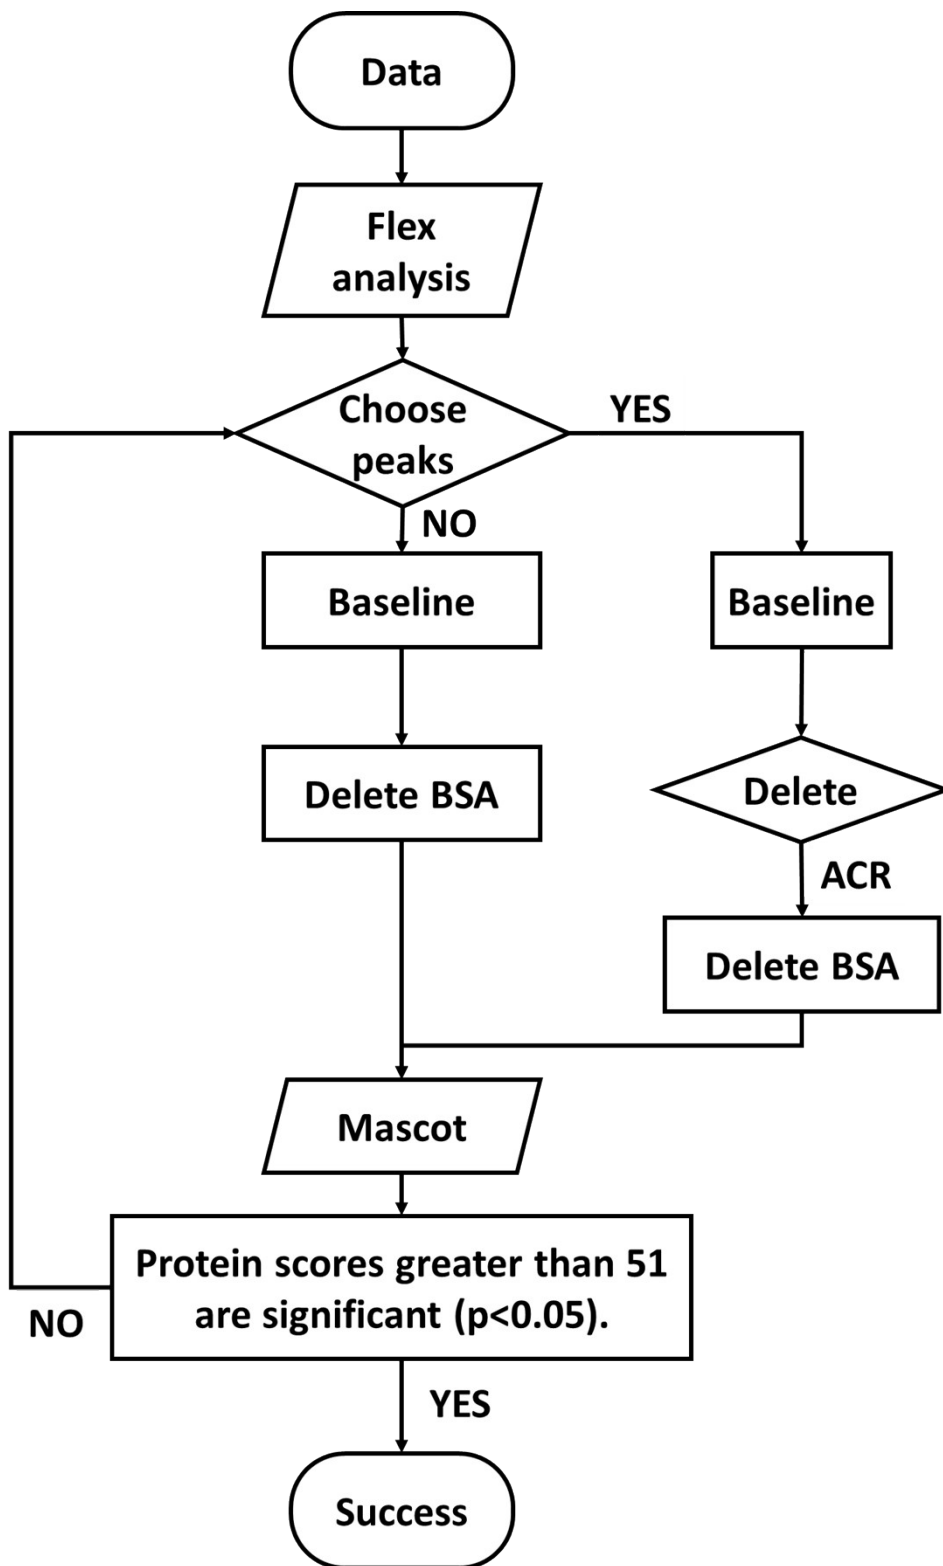 Data
Flex
analysis
Choose
peaks
YES
NO
Baseline
Baseline
Delete BSA
Delete
ACR
Delete BSA
Mascot
Protein scores greater than 51
are significant (p<0.05).
NO
YES
Success